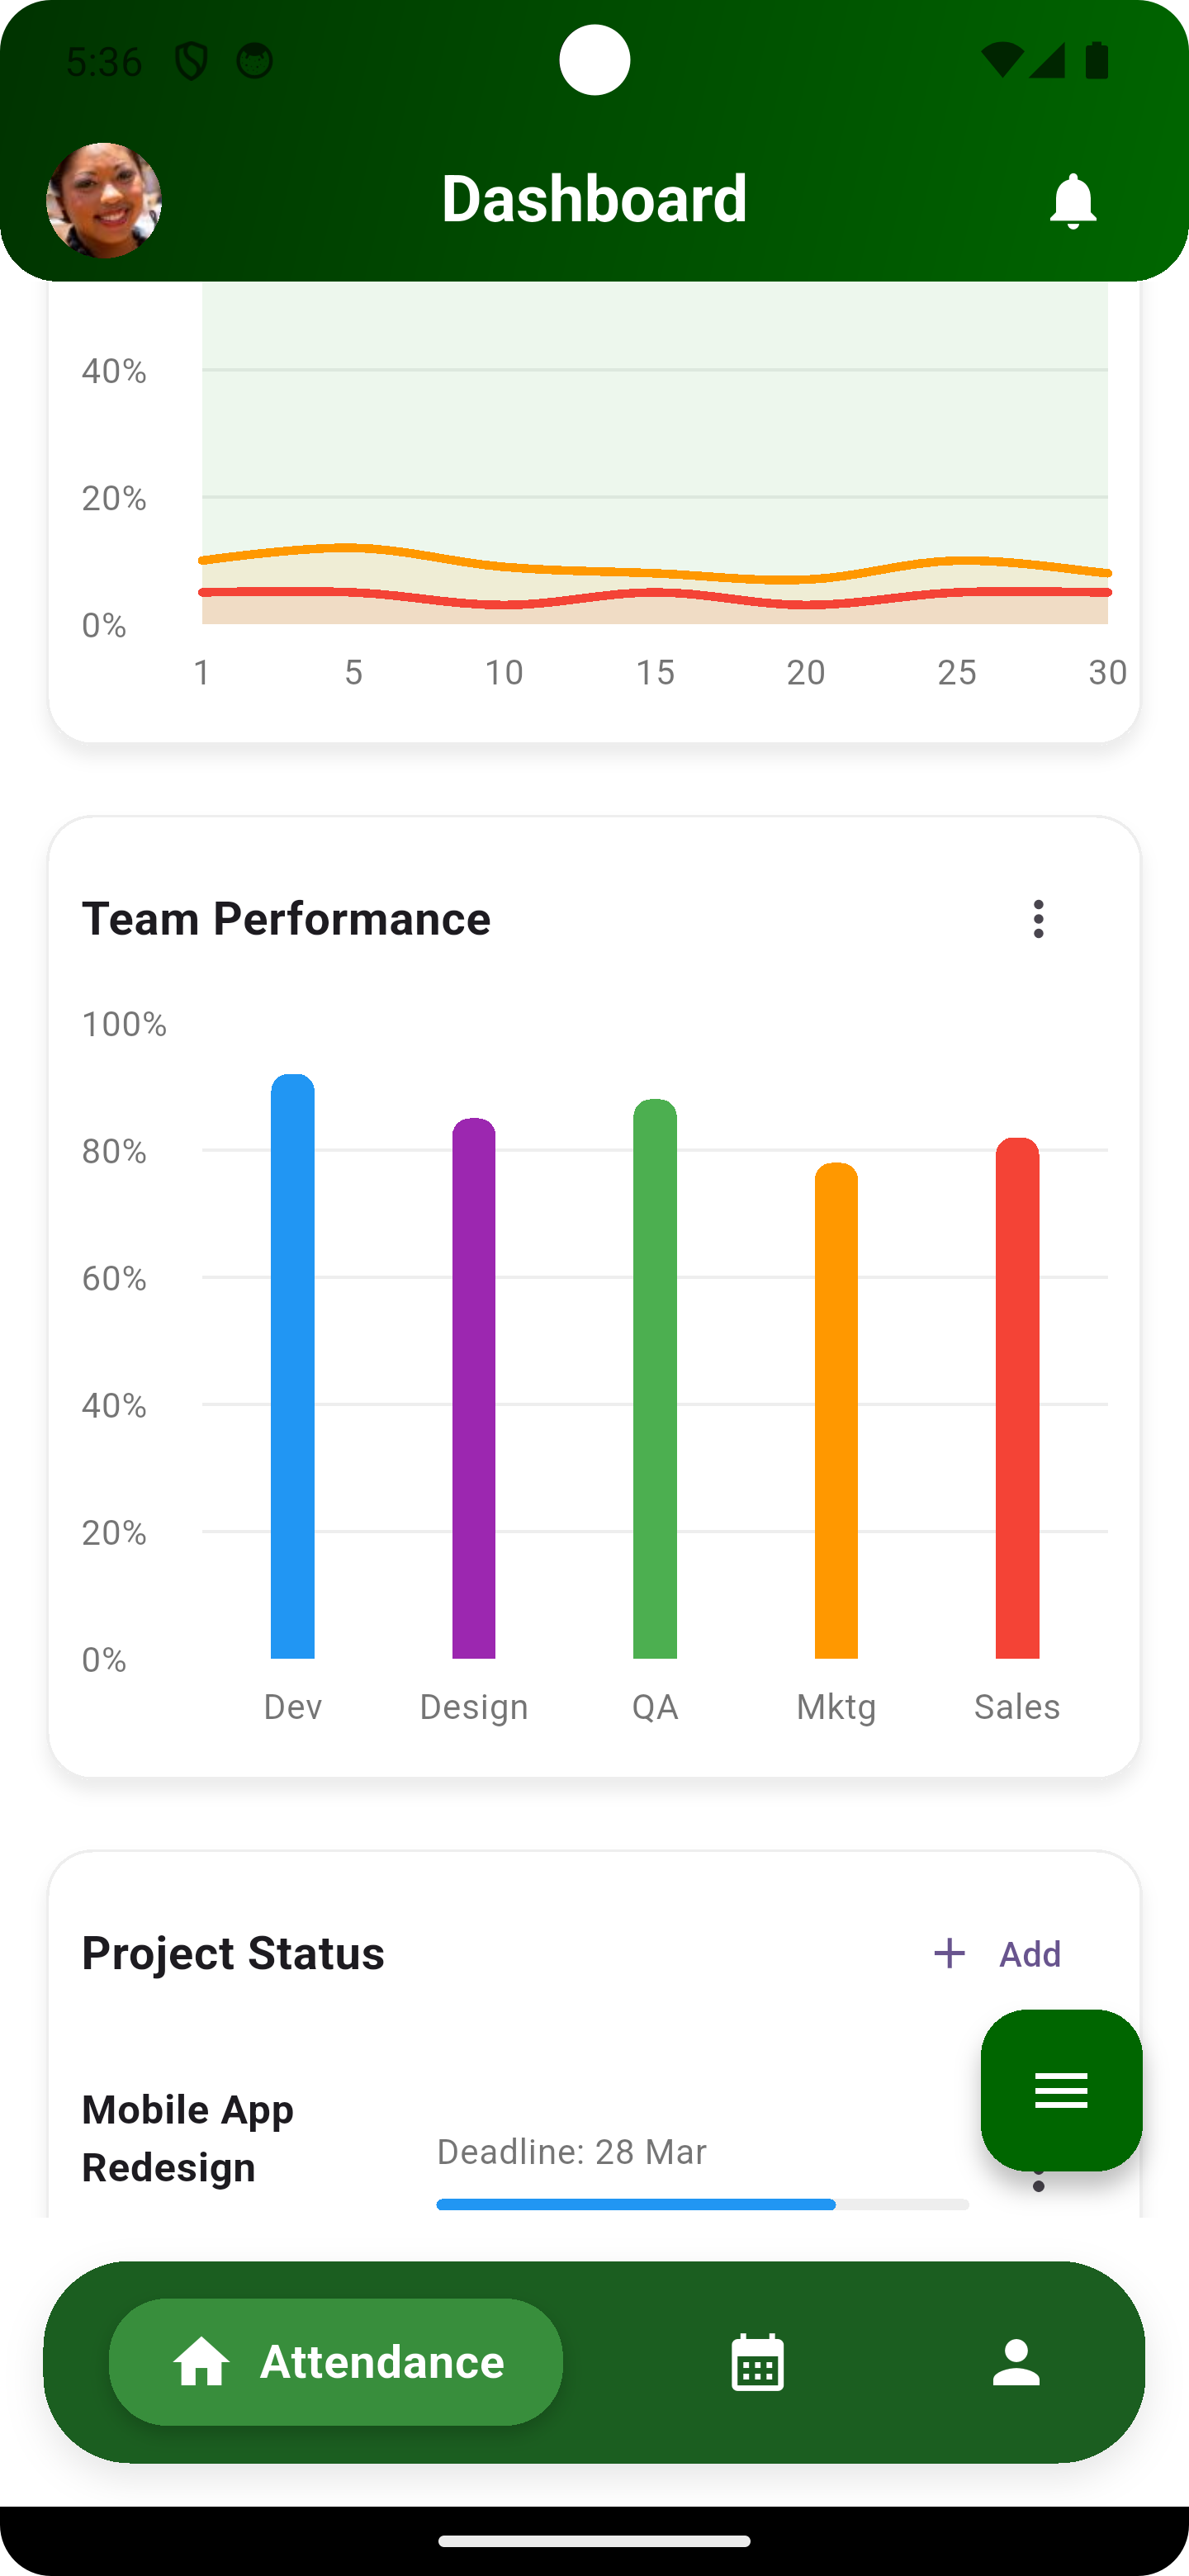 5:36
Dashboard
40%
20%
0%
1 5 10 15 20 25 30
Team Performance
100%
80%
60%
40%
20%
0%
Dev Design QA Mktg Sales
Project Status
+ Add
Mobile App
Redesign
Deadline: 28 Mar
Attendance